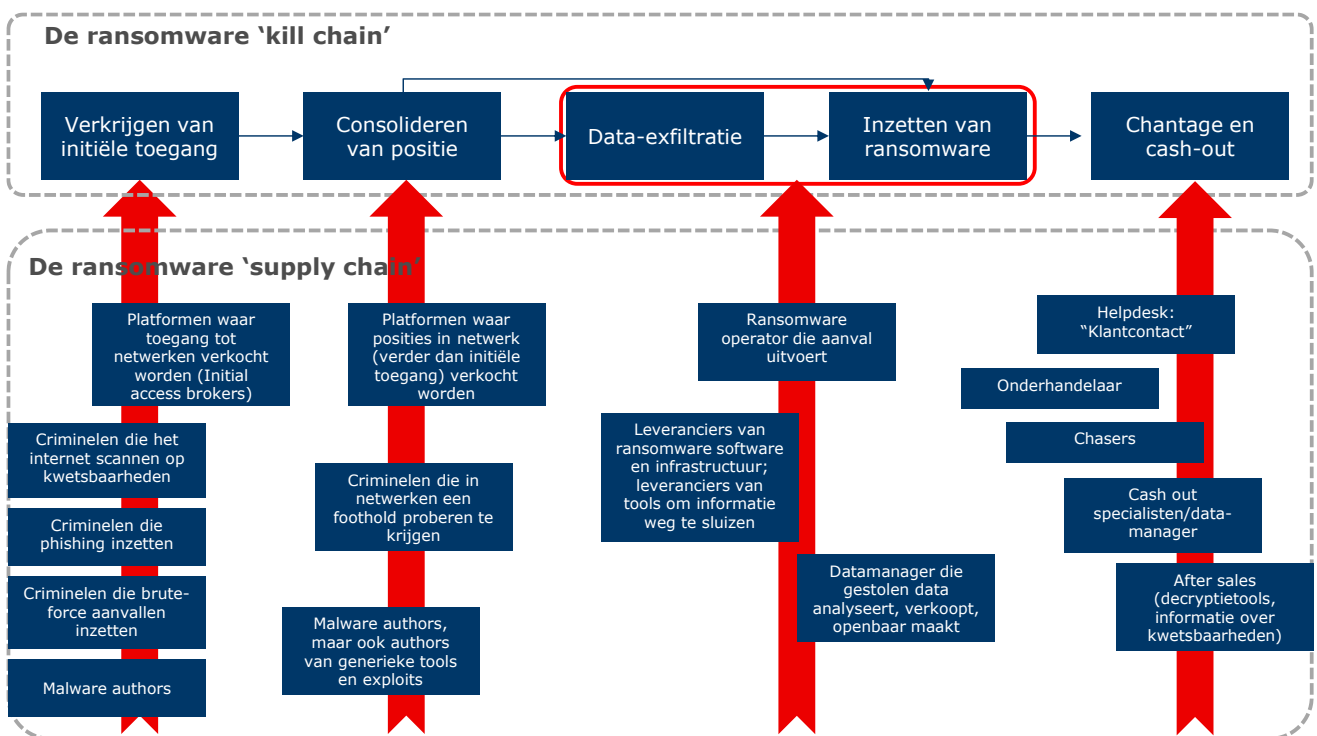 De ransomware ‘kill chain’
Verkrijgen van
initiële toegang
Consolideren
van positie
Data-exfiltratie
Inzetten van
ransomware
Chantage en
cash-out
De ransomware ‘supply chain’
Platformen waar
toegang tot
netwerken verkocht
worden (Initial
access brokers)
Criminelen die het
internet scannen op
kwetsbaarheden
Criminelen die
phishing inzetten
Criminelen die brute-
force aanvallen
inzetten
Malware authors
Platformen waar
posities in netwerk
(verder dan initiële
toegang) verkocht
worden
Criminelen die in
netwerken een
foothold proberen te
krijgen
Malware authors,
maar ook authors
van generieke tools
en exploits
Ransomware
operator die aanval
uitvoert
Leveranciers van
ransomware software
en infrastructuur;
leveranciers van
tools om informatie
weg te sluizen
Datamanager die
gestolen data
analyseert, verkoopt,
openbaar maakt
Helpdesk:
“Klantcontact”
Onderhandelaar
Chasers
Cash out
specialisten/data-
manager
After sales
(decryptietools,
informatie over
kwetsbaarheden)